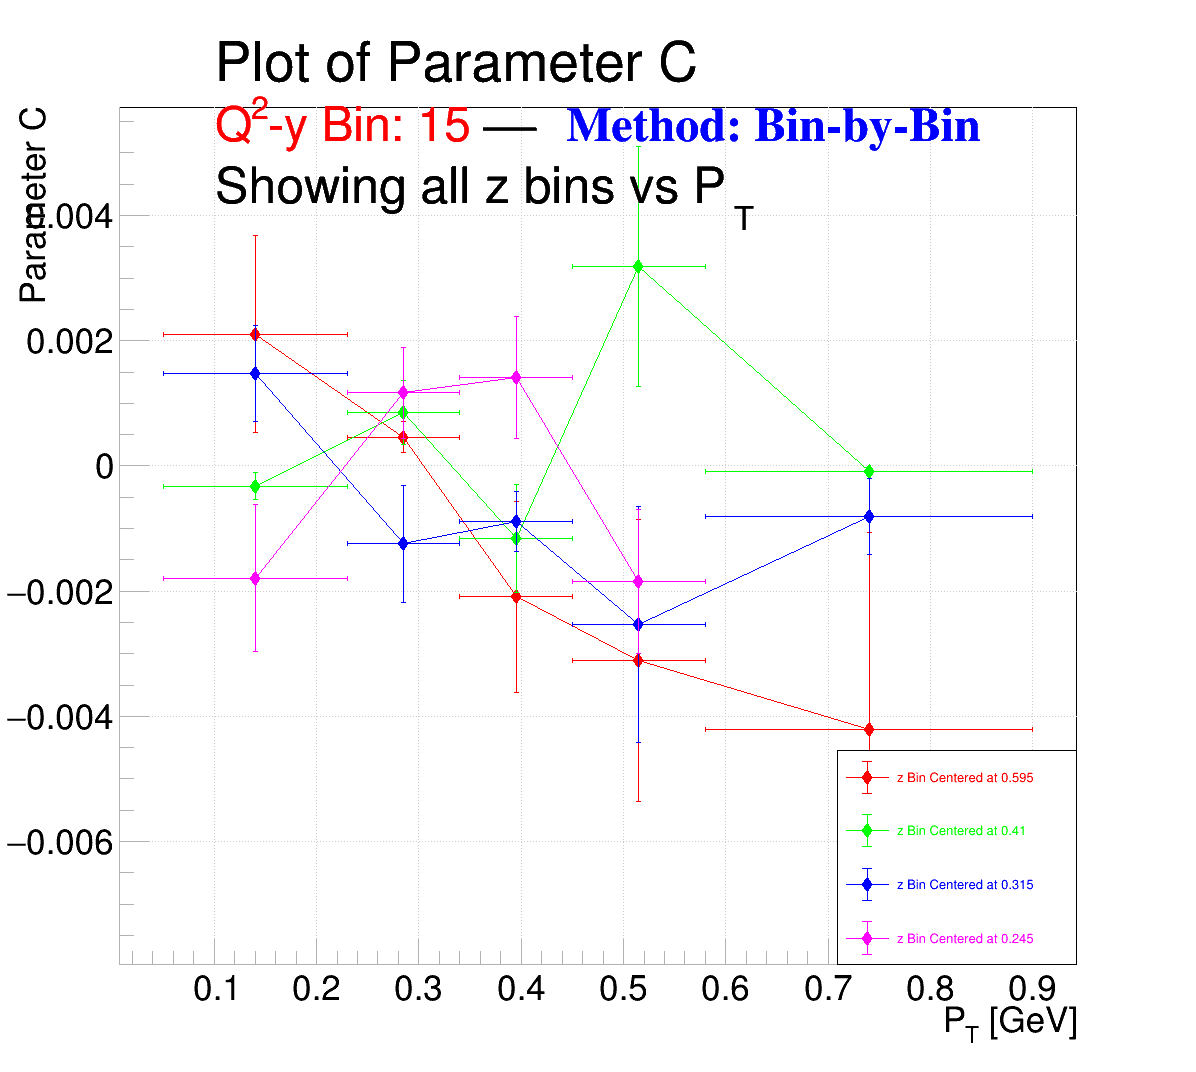 Plot of Parameter C
Q²-y Bin: 15 — Method: Bin-by-Bin
Showing all z bins vs P_T
Parameter C
0.004
0.002
0
−0.002
−0.004
−0.006
z Bin Centered at 0.595
z Bin Centered at 0.41
z Bin Centered at 0.315
z Bin Centered at 0.245
0.1 0.2 0.3 0.4 0.5 0.6 0.7 0.8 0.9
P_T [GeV]